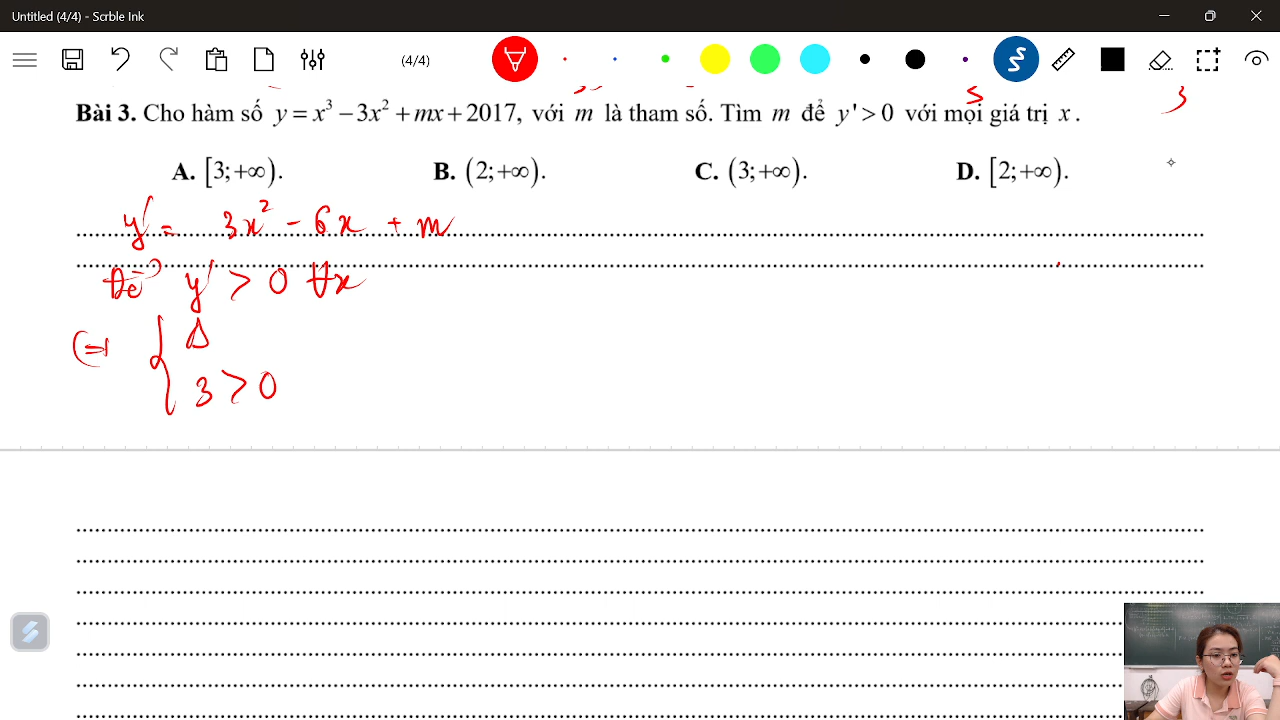 Untitled (4/4) - Scrble Ink
(4/4)
Bài 3. Cho hàm số y = x³ − 3x² + mx + 2017, với m là tham số. Tìm m để y' > 0 với mọi giá trị x.
A. [3;+∞). B. (2;+∞). C. (3;+∞). D. [2;+∞).
y' = 3x² − 6x + m
Để y' > 0 ∀x
(=) { Δ
3 > 0